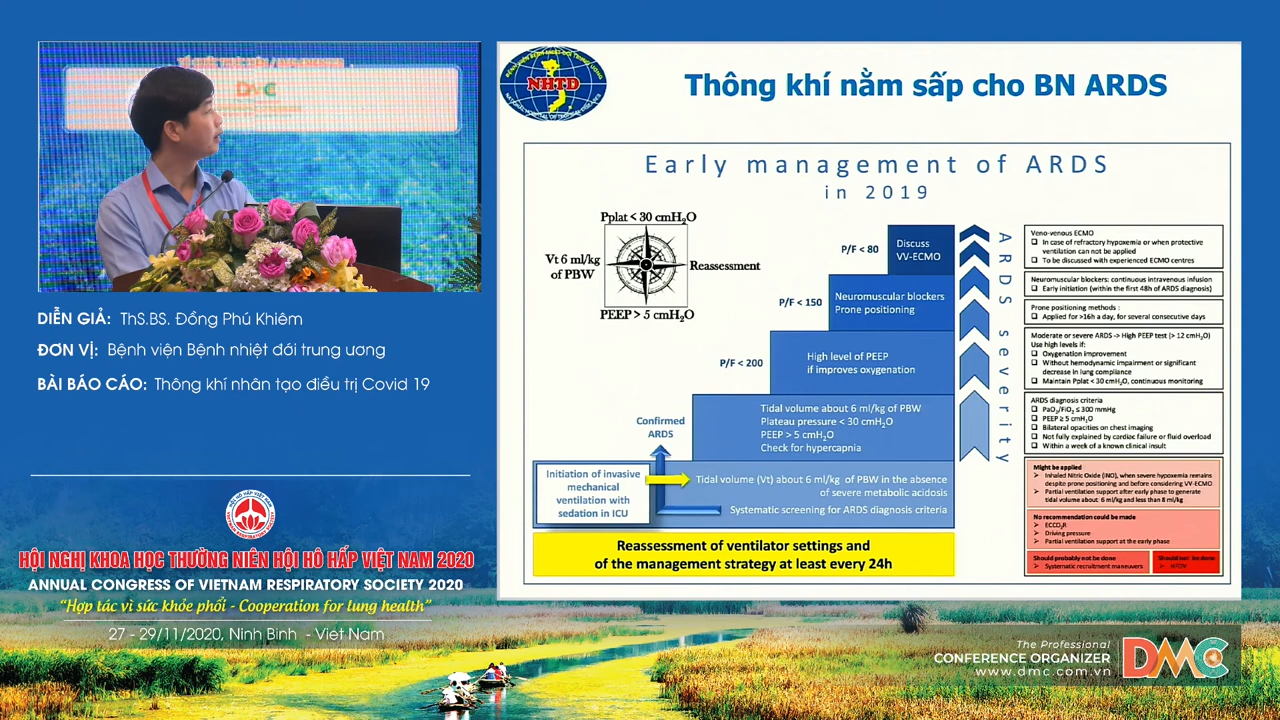 DMC
DIỄN GIẢ: ThS.BS. Đồng Phú Khiêm
ĐƠN VỊ: Bệnh viện Bệnh nhiệt đới trung ương
BÀI BÁO CÁO: Thông khí nhân tạo điều trị Covid 19
HỘI HÔ HẤP VIỆT NAM
HỘI NGHỊ KHOA HỌC THƯỜNG NIÊN HỘI HÔ HẤP VIỆT NAM 2020
ANNUAL CONGRESS OF VIETNAM RESPIRATORY SOCIETY 2020
“Hợp tác vì sức khỏe phổi - Cooperation for lung health”
27 - 29/11/2020, Ninh Bình - Viet Nam
NHTD
Thông khí nằm sấp cho BN ARDS
Early management of ARDS
in 2019
Pplat < 30 cmH₂O
Vt 6 ml/kg
of PBW
Reassessment
PEEP > 5 cmH₂O
P/F < 80
Discuss
VV-ECMO
P/F < 150
Neuromuscular blockers
Prone positioning
P/F < 200
High level of PEEP
if improves oxygenation
Confirmed
ARDS
Tidal volume about 6 ml/kg of PBW
Plateau pressure < 30 cmH₂O
PEEP > 5 cmH₂O
Check for hypercapnia
Initiation of invasive
mechanical
ventilation with
sedation in ICU
Tidal volume (Vt) about 6 ml/kg of PBW in the absence
of severe metabolic acidosis
Systematic screening for ARDS diagnosis criteria
Reassessment of ventilator settings and
of the management strategy at least every 24h
ARDS severity
Veno-venous ECMO
In case of refractory hypoxemia or when protective
ventilation can not be applied
To be discussed with experienced ECMO centres
Neuromuscular blockers: continuous intravenous infusion
Early initiation (within the first 48h of ARDS diagnosis)
Prone positioning methods :
Applied for >16h a day, for several consecutive days
Moderate or severe ARDS -> High PEEP test (> 12 cmH₂O)
Use high levels if:
Oxygenation improvement
Without hemodynamic impairment or significant
decrease in lung compliance
Maintain Pplat < 30 cmH₂O, continuous monitoring
ARDS diagnosis criteria
PaO₂/FiO₂ ≤ 300 mmHg
PEEP ≥ 5 cmH₂O
Bilateral opacities on chest imaging
Not fully explained by cardiac failure or fluid overload
Within a week of a known clinical insult
Might be applied
Inhaled Nitric Oxide (iNO), when severe hypoxemia remains
despite prone positioning and before considering VV-ECMO
Partial ventilation support after early phase to generate
tidal volume about 6 ml/kg and less than 8 ml/kg
No recommendation could be made
ECCO₂R
Driving pressure
Partial ventilation support at the early phase
Should probably not be done
Systematic recruitment maneuvers
Should not be done
HFOV
The Professional
CONFERENCE ORGANIZER
www.dmc.com.vn
DMC